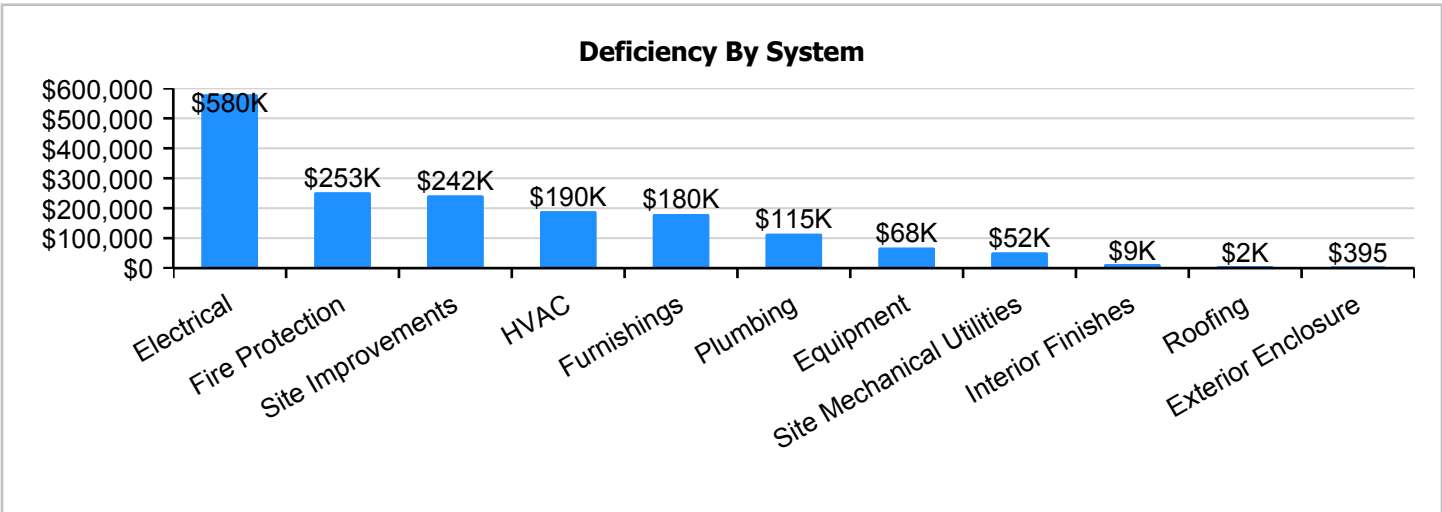 Deficiency By System
$600,000
$500,000
$400,000
$300,000
$200,000
$100,000
$0
$580K
$253K
$242K
$190K
$180K
$115K
$68K
$52K
$9K
$2K
$395
Electrical
Fire Protection
Site Improvements
HVAC
Furnishings
Plumbing
Equipment
Site Mechanical Utilities
Interior Finishes
Roofing
Exterior Enclosure